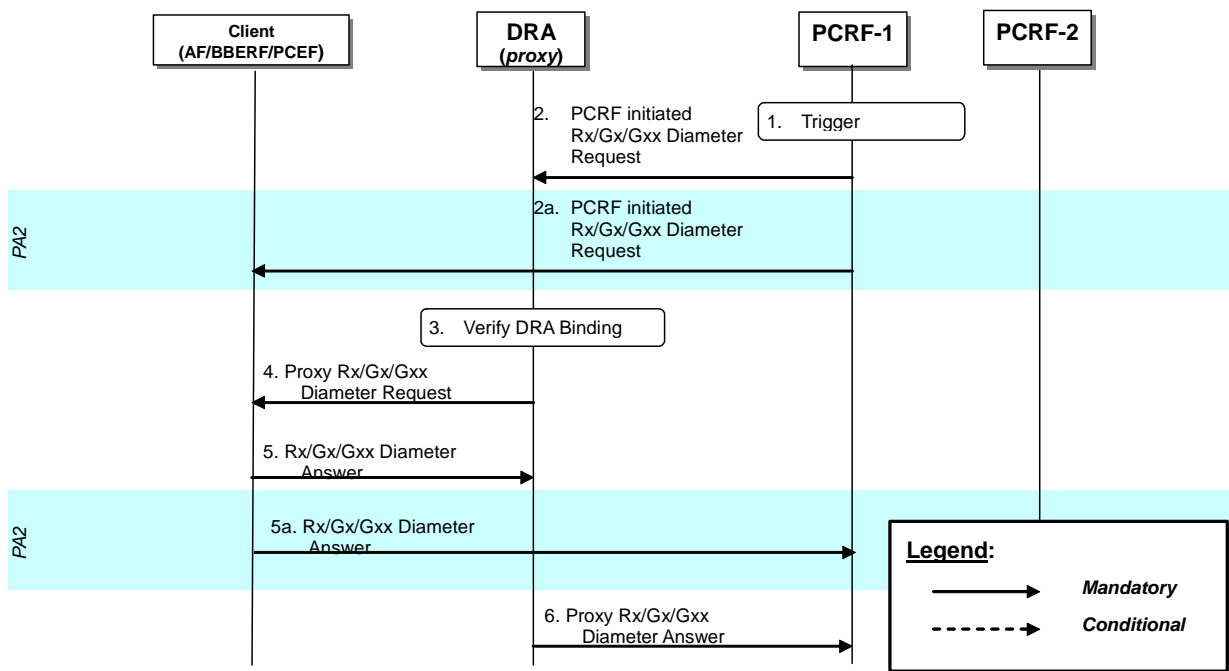 Client
(AF/BBERF/PCEF)
DRA
(proxy)
PCRF-1
PCRF-2
1. Trigger
2. PCRF initiated
Rx/Gx/Gxx Diameter
Request
PA2
2a. PCRF initiated
Rx/Gx/Gxx Diameter
Request
3. Verify DRA Binding
4. Proxy Rx/Gx/Gxx
Diameter Request
5. Rx/Gx/Gxx Diameter
Answer
PA2
5a. Rx/Gx/Gxx Diameter
Answer
6. Proxy Rx/Gx/Gxx
Diameter Answer
Legend:
Mandatory
Conditional